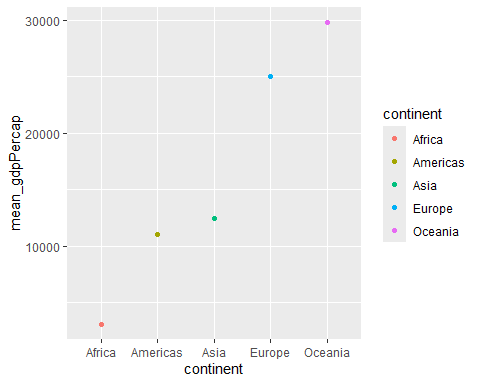 30000
20000
10000
mean_gdpPercap
Africa Americas Asia Europe Oceania
continent
continent
Africa
Americas
Asia
Europe
Oceania